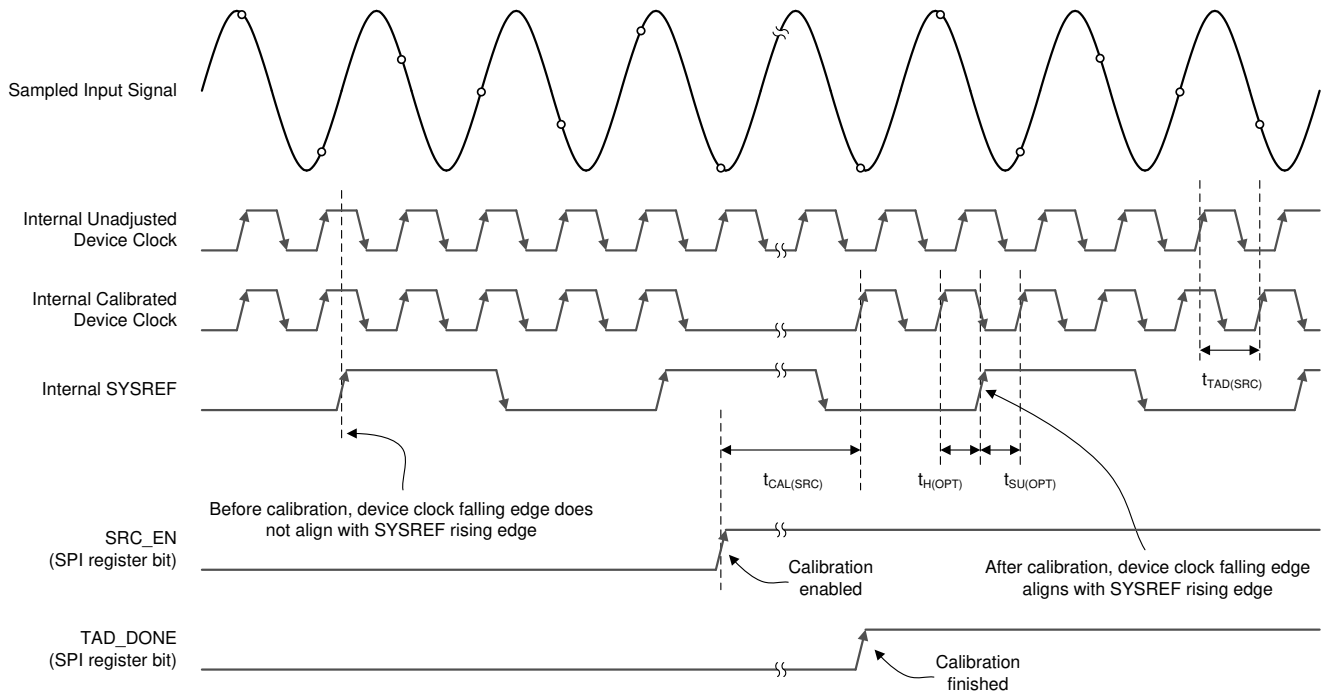 Sampled Input Signal
Internal Unadjusted
Device Clock
Internal Calibrated
Device Clock
tTAD(SRC)
Internal SYSREF
tCAL(SRC)
tH(OPT)
tSU(OPT)
Before calibration, device clock falling edge does
not align with SYSREF rising edge
SRC_EN
(SPI register bit)
Calibration
enabled
After calibration, device clock falling edge
aligns with SYSREF rising edge
TAD_DONE
(SPI register bit)
Calibration
finished